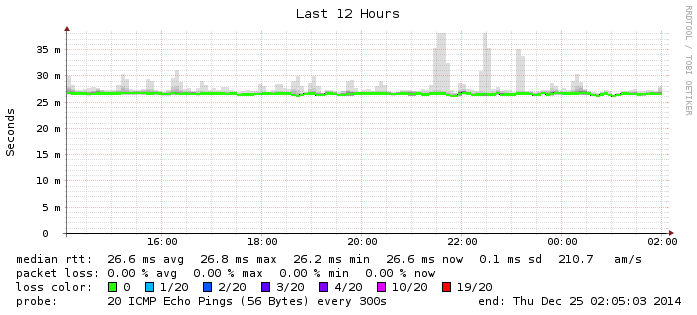 Last 12 Hours
RRDTOOL / TOBI OETIKER
Seconds
35 m
30 m
25 m
20 m
15 m
10 m
5 m
0
16:00 18:00 20:00 22:00 00:00 02:00
median rtt: 26.6 ms avg 26.8 ms max 26.2 ms min 26.6 ms now 0.1 ms sd 210.7 am/s
packet loss: 0.00 % avg 0.00 % max 0.00 % min 0.00 % now
loss color: 0 1/20 2/20 3/20 4/20 10/20 19/20
probe: 20 ICMP Echo Pings (56 Bytes) every 300s end: Thu Dec 25 02:05:03 2014